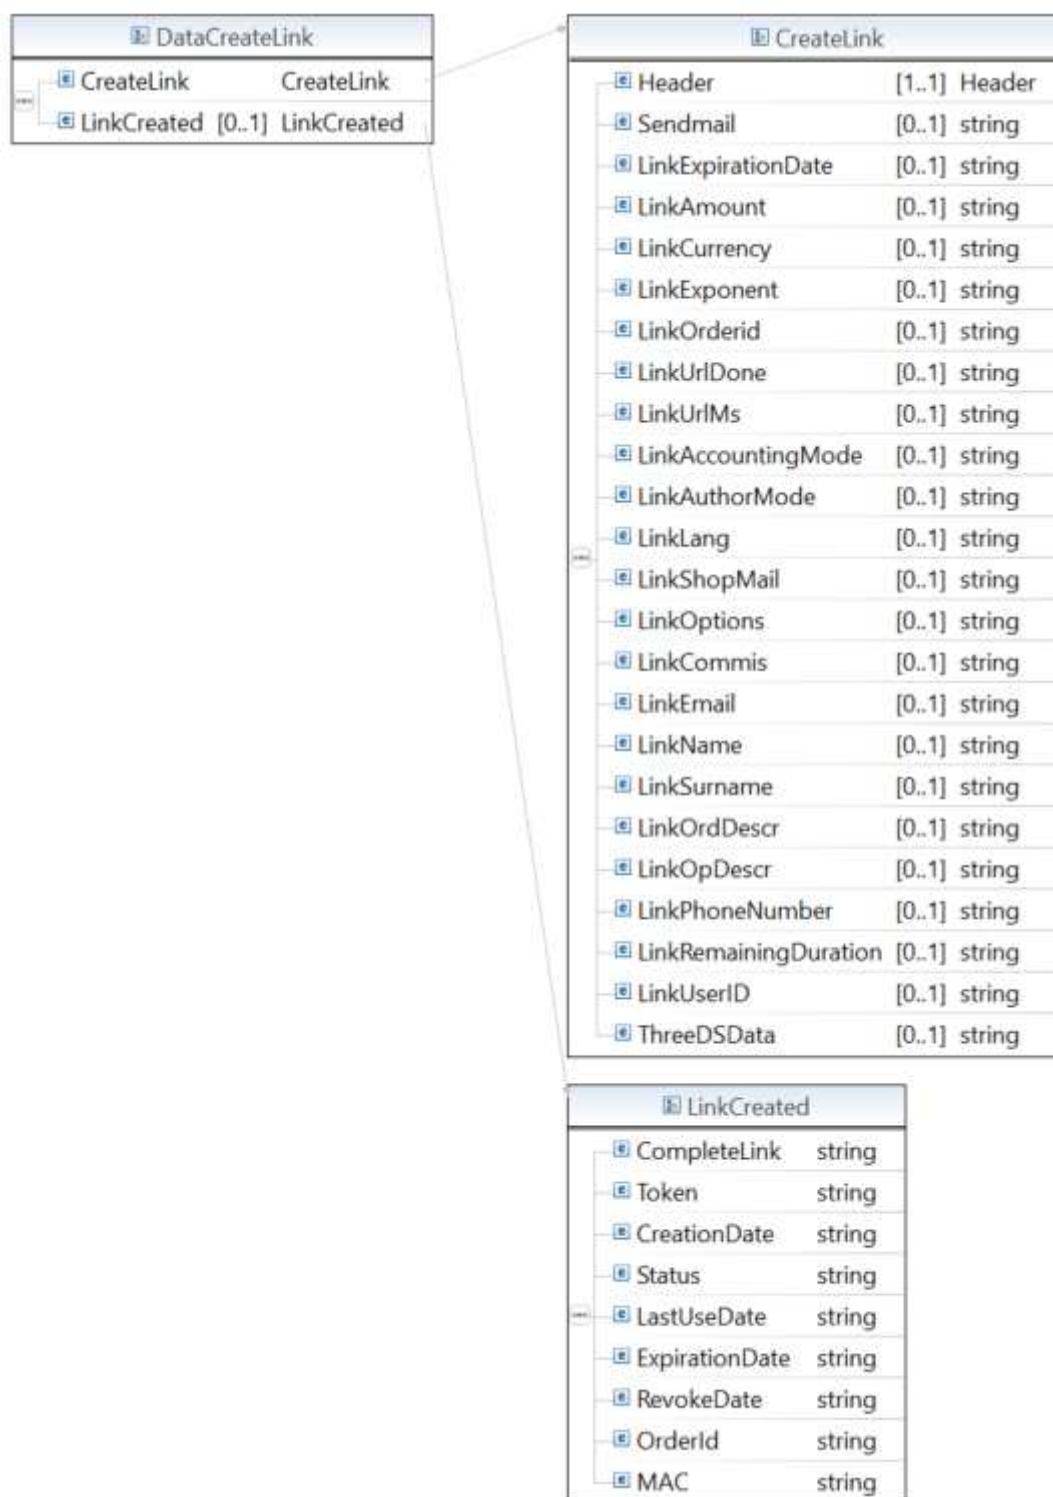 DataCreateLink
CreateLink CreateLink
LinkCreated [0..1] LinkCreated
CreateLink
Header [1..1] Header
Sendmail [0..1] string
LinkExpirationDate [0..1] string
LinkAmount [0..1] string
LinkCurrency [0..1] string
LinkExponent [0..1] string
LinkOrderid [0..1] string
LinkUrlDone [0..1] string
LinkUrlMs [0..1] string
LinkAccountingMode [0..1] string
LinkAuthorMode [0..1] string
LinkLang [0..1] string
LinkShopMail [0..1] string
LinkOptions [0..1] string
LinkCommis [0..1] string
LinkEmail [0..1] string
LinkName [0..1] string
LinkSurname [0..1] string
LinkOrdDescr [0..1] string
LinkOpDescr [0..1] string
LinkPhoneNumber [0..1] string
LinkRemainingDuration [0..1] string
LinkUserID [0..1] string
ThreeDSData [0..1] string
LinkCreated
CompleteLink string
Token string
CreationDate string
Status string
LastUseDate string
ExpirationDate string
RevokeDate string
OrderId string
MAC string